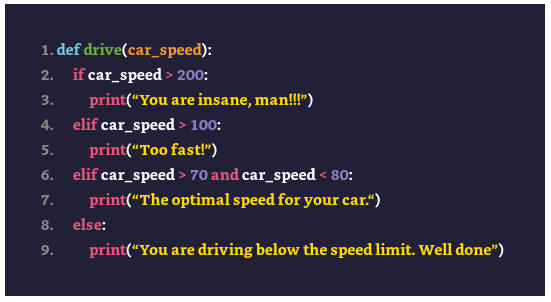 1. def drive(car_speed):
2. if car_speed > 200:
3. print(“You are insane, man!!!”)
4. elif car_speed > 100:
5. print(“Too fast!”)
6. elif car_speed > 70 and car_speed < 80:
7. print(“The optimal speed for your car.“)
8. else:
9. print(“You are driving below the speed limit. Well done”)